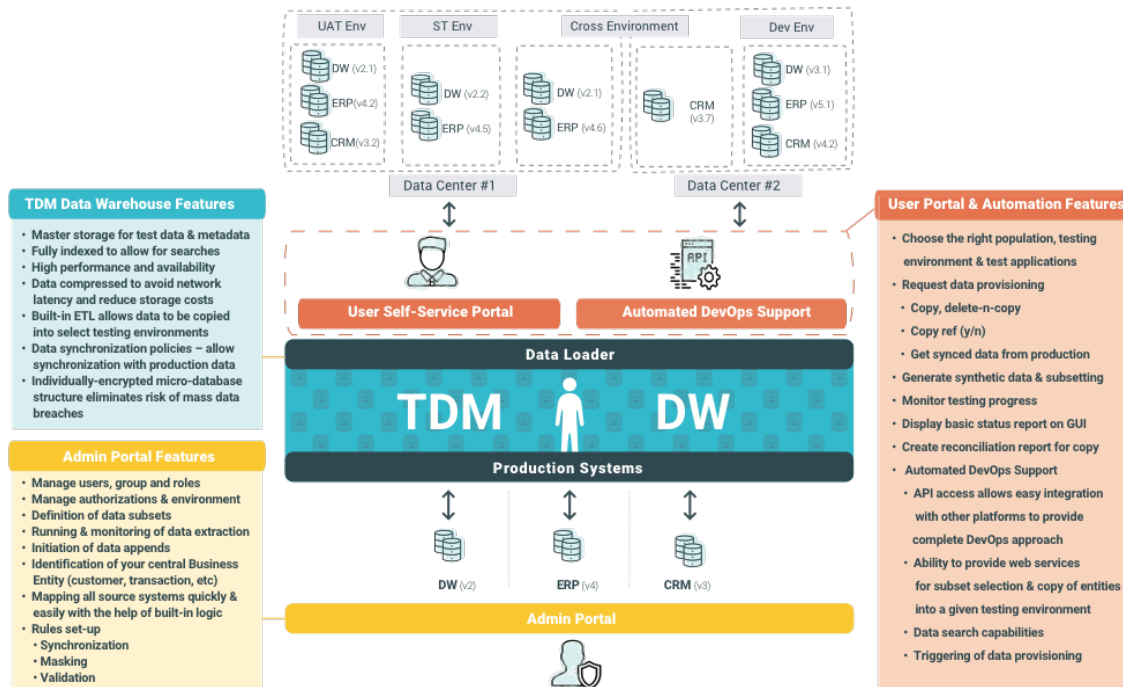 UAT Env
ST Env
Cross Environment
Dev Env
DW (v2.1)
ERP(v4.2)
CRM(v3.2)
DW (v2.2)
ERP (v4.5)
DW (v2.1)
ERP (v4.6)
CRM
(v3.7)
DW (v3.1)
ERP (v5.1)
CRM (v4.2)
Data Center #1
Data Center #2
TDM Data Warehouse Features
• Master storage for test data & metadata
• Fully indexed to allow for searches
• High performance and availability
• Data compressed to avoid network
latency and reduce storage costs
• Built-in ETL allows data to be copied
into select testing environments
• Data synchronization policies – allow
synchronization with production data
• Individually-encrypted micro-database
structure eliminates risk of mass data
breaches
Admin Portal Features
• Manage users, group and roles
• Manage authorizations & environment
• Definition of data subsets
• Running & monitoring of data extraction
• Initiation of data appends
• Identification of your central Business
Entity (customer, transaction, etc)
• Mapping all source systems quickly &
easily with the help of built-in logic
• Rules set-up
• Synchronization
• Masking
• Validation
API
User Self-Service Portal
Automated DevOps Support
Data Loader
TDM DW
Production Systems
DW (v2)
ERP (v4)
CRM (v3)
Admin Portal
User Portal & Automation Features
• Choose the right population, testing
environment & test applications
• Request data provisioning
• Copy, delete-n-copy
• Copy ref (y/n)
• Get synced data from production
• Generate synthetic data & subsetting
• Monitor testing progress
• Display basic status report on GUI
• Create reconciliation report for copy
• Automated DevOps Support
• API access allows easy integration
with other platforms to provide
complete DevOps approach
• Ability to provide web services
for subset selection & copy of entities
into a given testing environment
• Data search capabilities
• Triggering of data provisioning